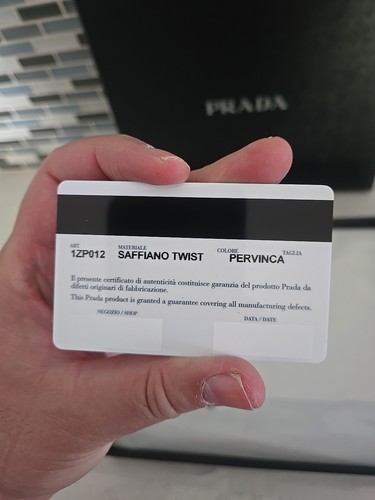 PRADA
ART. MATERIALE COLORE TAGLIA
1ZP012 SAFFIANO TWIST PERVINCA
Il presente certificato di autenticità costituisce garanzia del prodotto Prada da
difetti originari di fabbricazione.
This Prada product is granted a guarantee covering all manufacturing defects.
NEGOZIO / SHOP DATA / DATE